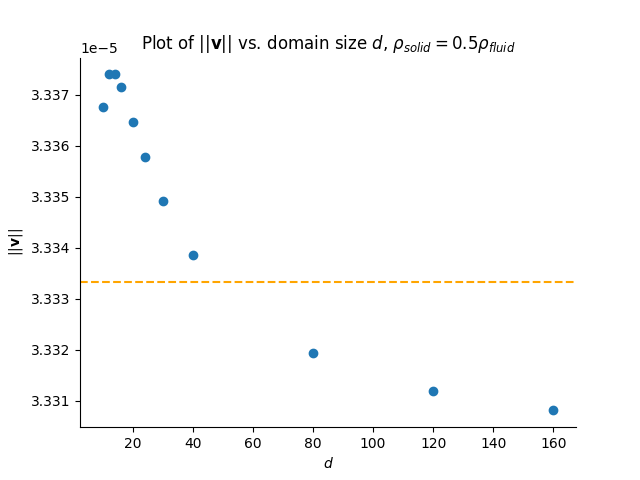 Plot of ||v|| vs. domain size d, ρsolid = 0.5ρfluid
1e−5
3.337
3.336
3.335
3.334
3.333
3.332
3.331
||v||
20 40 60 80 100 120 140 160
d